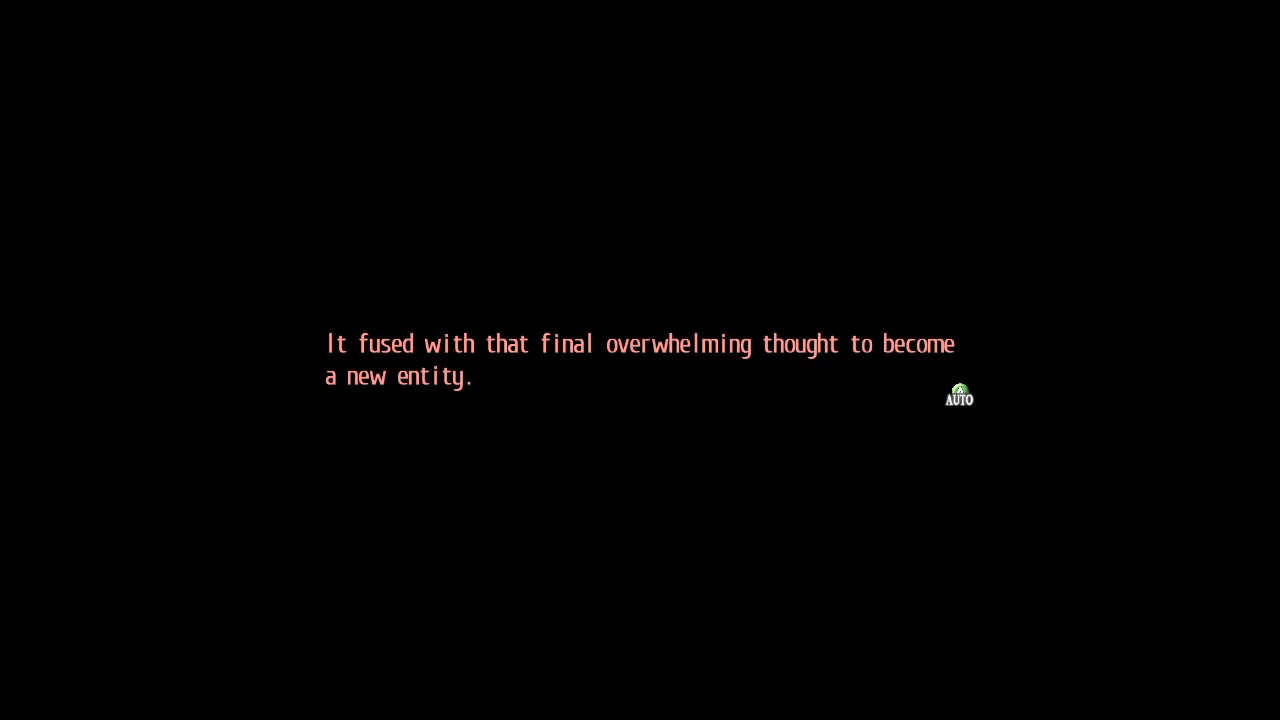 It fused with that final overwhelming thought to become
a new entity.
A
AUTO